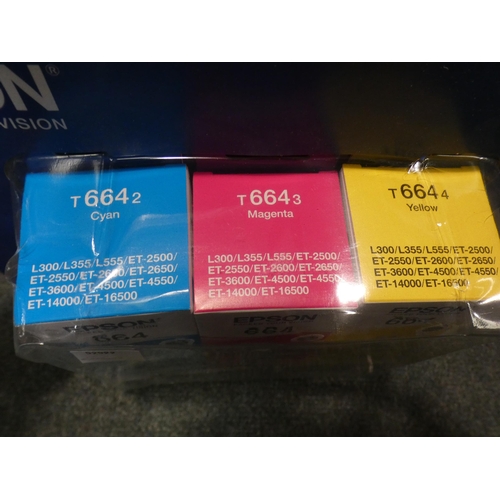 ON®
VISION
T 664 2
Cyan
L300/L355/L555/ET-2500/
ET-2550/ET-2600/ET-2650/
ET-3600/ET-4500/ET-4550/
ET-14000/ET-16500
EPSON
664
T 664 3
Magenta
L300/L355/L555/ET-2500/
ET-2550/ET-2600/ET-2650/
ET-3600/ET-4500/ET-4550/
ET-14000/ET-16500
EPSON
664
T 664 4
Yellow
L300/L355/L555/ET-2500/
ET-2550/ET-2600/ET-2650/
ET-3600/ET-4500/ET-4550/
ET-14000/ET-16500
EPSON
664